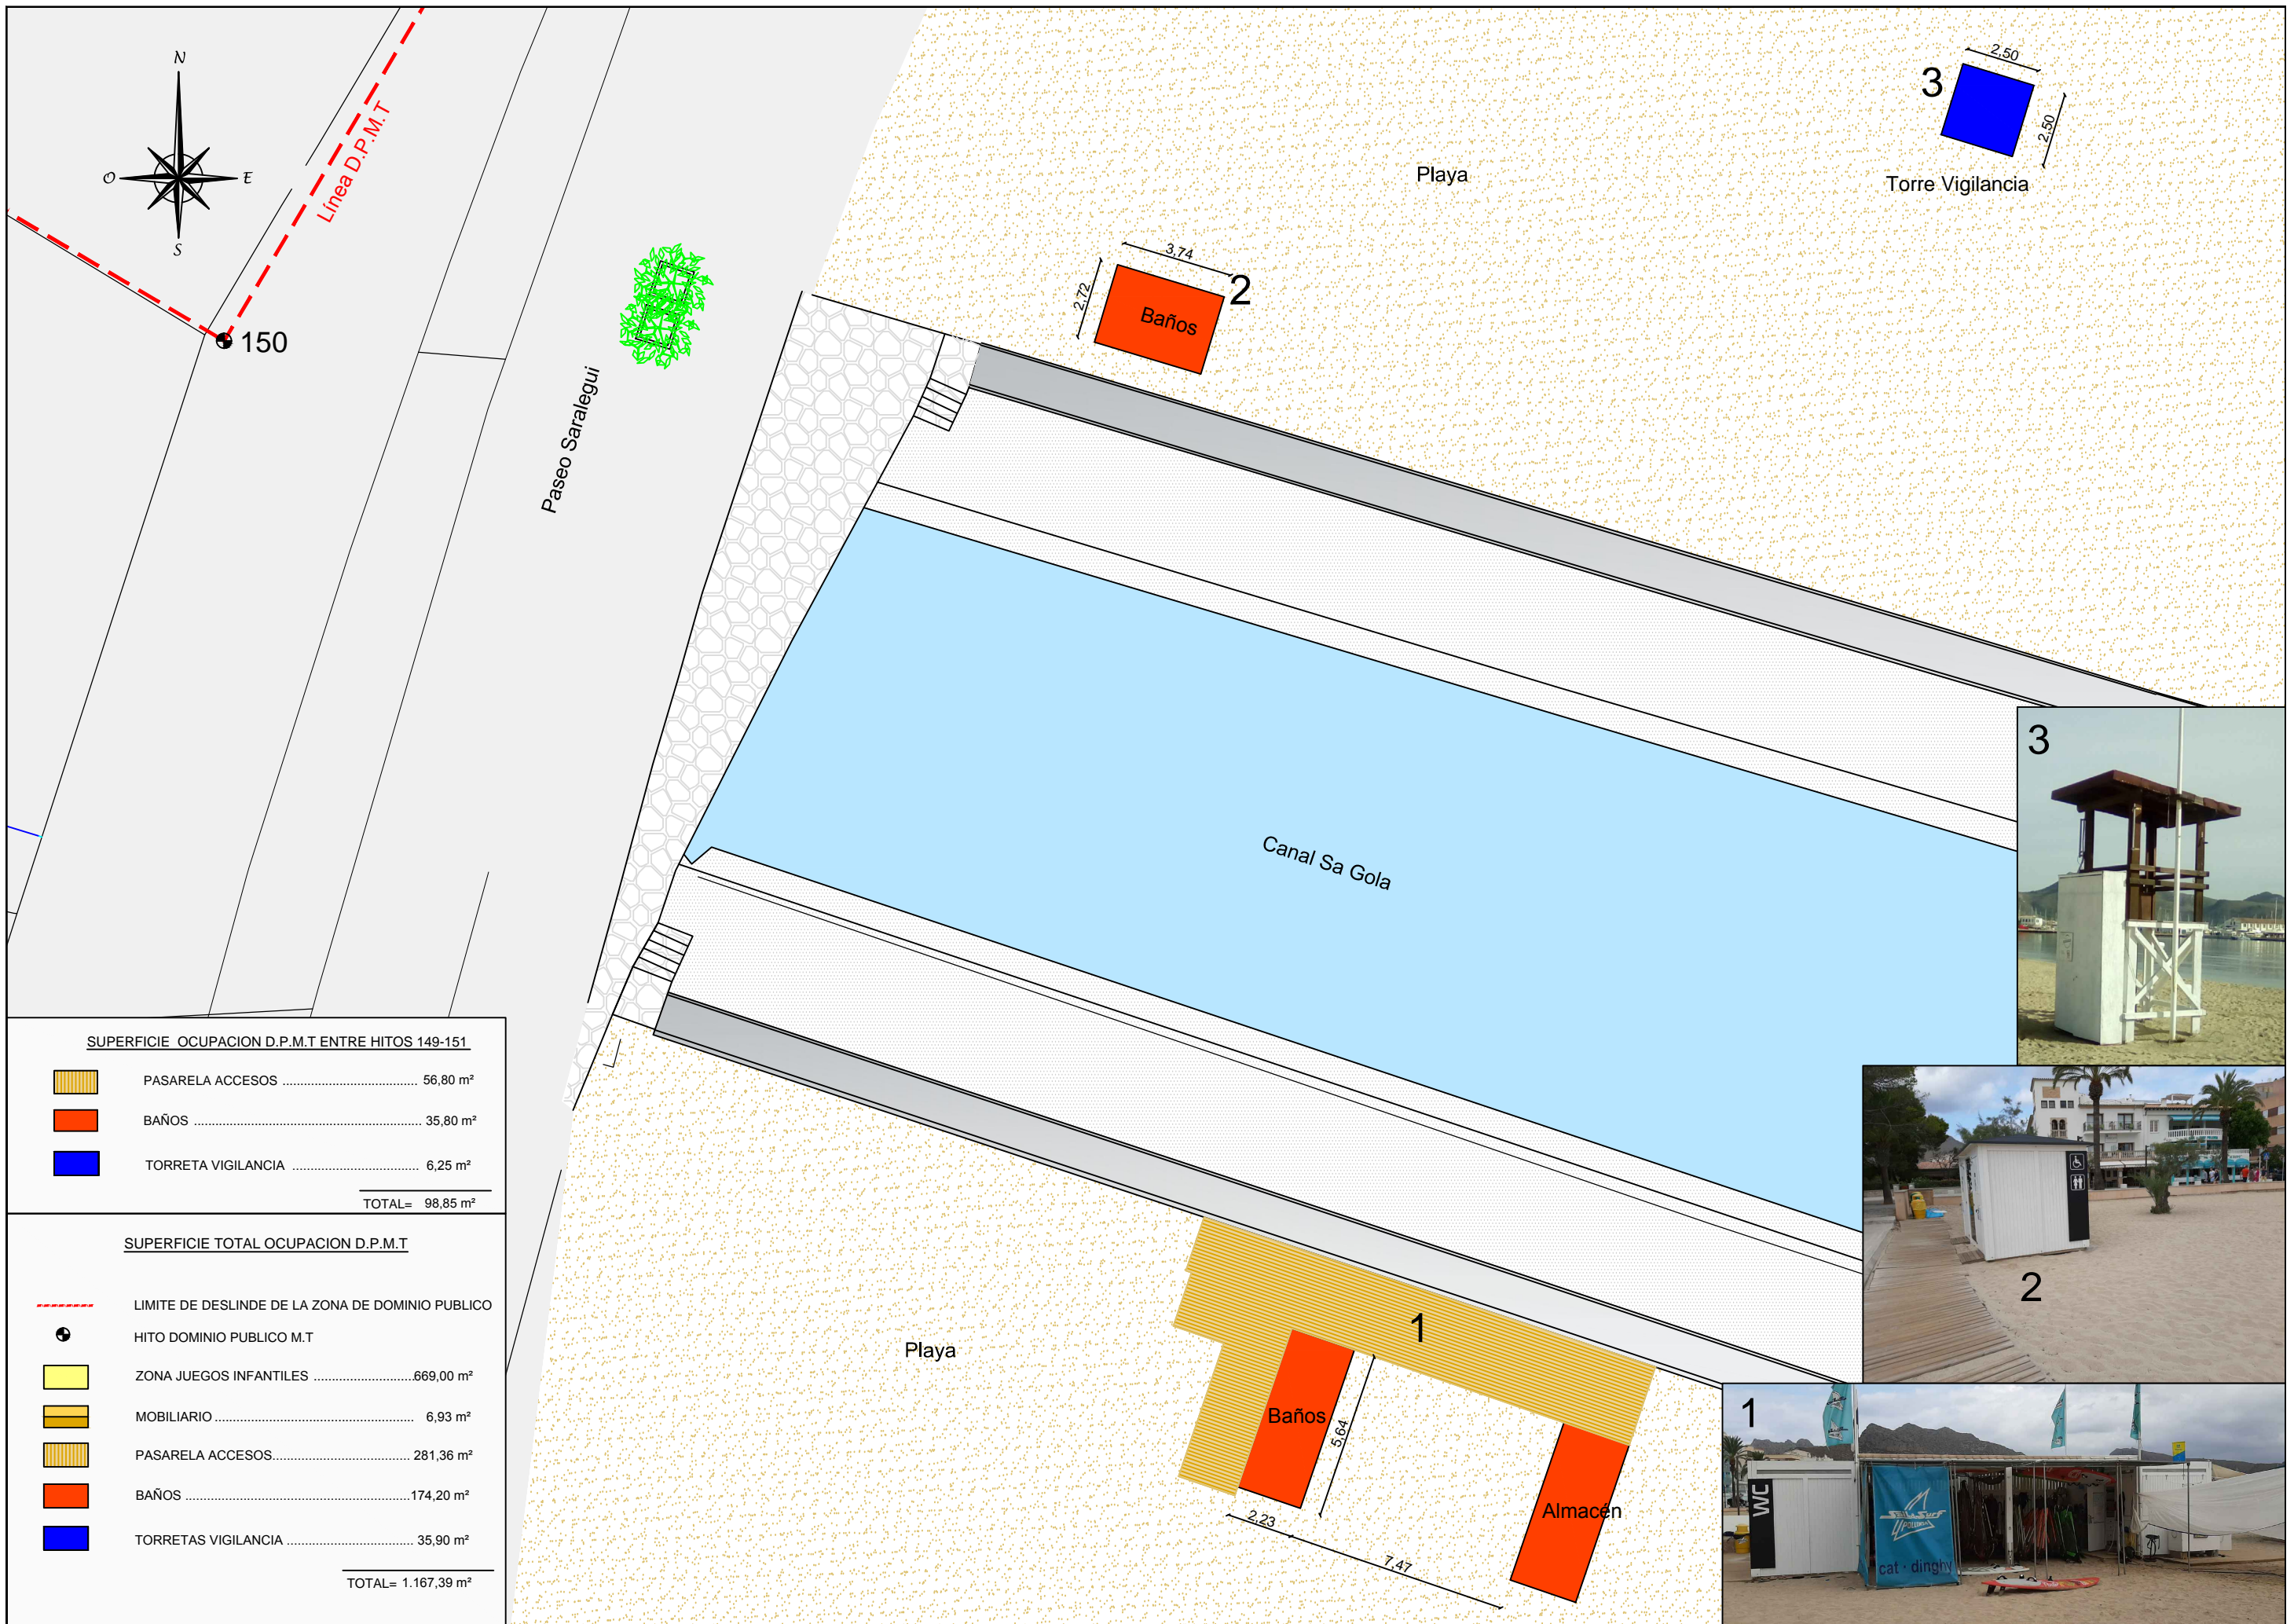 N
O
E
S
Línea D.P.M.T
150
Paseo Saralegui
Playa
3
2,50
2,50
Torre Vigilancia
3,74
2
2,72
Baños
Canal Sa Gola
3
2
1
WC
SAIL & SURF
POLLENSA
cat · dinghy
Playa
1
Baños
5,64
2,23
7,47
Almacén
SUPERFICIE OCUPACION D.P.M.T ENTRE HITOS 149-151
PASARELA ACCESOS .................................... 56,80 m²
BAÑOS ............................................................. 35,80 m²
TORRETA VIGILANCIA .................................. 6,25 m²
TOTAL= 98,85 m²
SUPERFICIE TOTAL OCUPACION D.P.M.T
LIMITE DE DESLINDE DE LA ZONA DE DOMINIO PUBLICO
HITO DOMINIO PUBLICO M.T
ZONA JUEGOS INFANTILES ...........................669,00 m²
MOBILIARIO ..................................................... 6,93 m²
PASARELA ACCESOS..................................... 281,36 m²
BAÑOS ............................................................174,20 m²
TORRETAS VIGILANCIA .................................. 35,90 m²
TOTAL= 1.167,39 m²